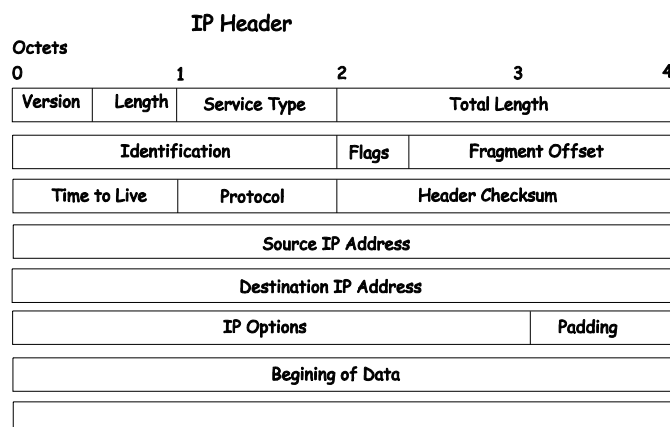 IP Header
Octets
0 1 2 3 4
Version Length Service Type Total Length
Identification Flags Fragment Offset
Time to Live Protocol Header Checksum
Source IP Address
Destination IP Address
IP Options Padding
Begining of Data